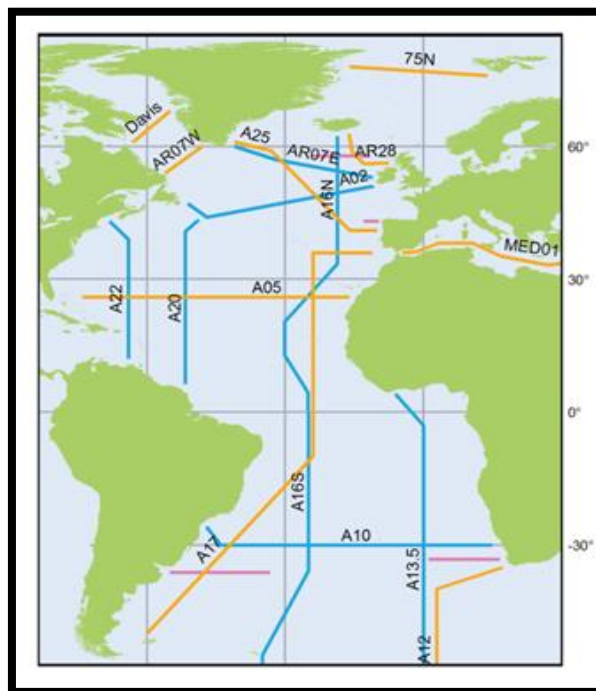 75N
Davis
AR07W
A25
AR07E
AR28
60°
A02
A16N
MED01
A22
A20
A05
30°
0°
A16S
A17
A10
-30°
A13.5
A12